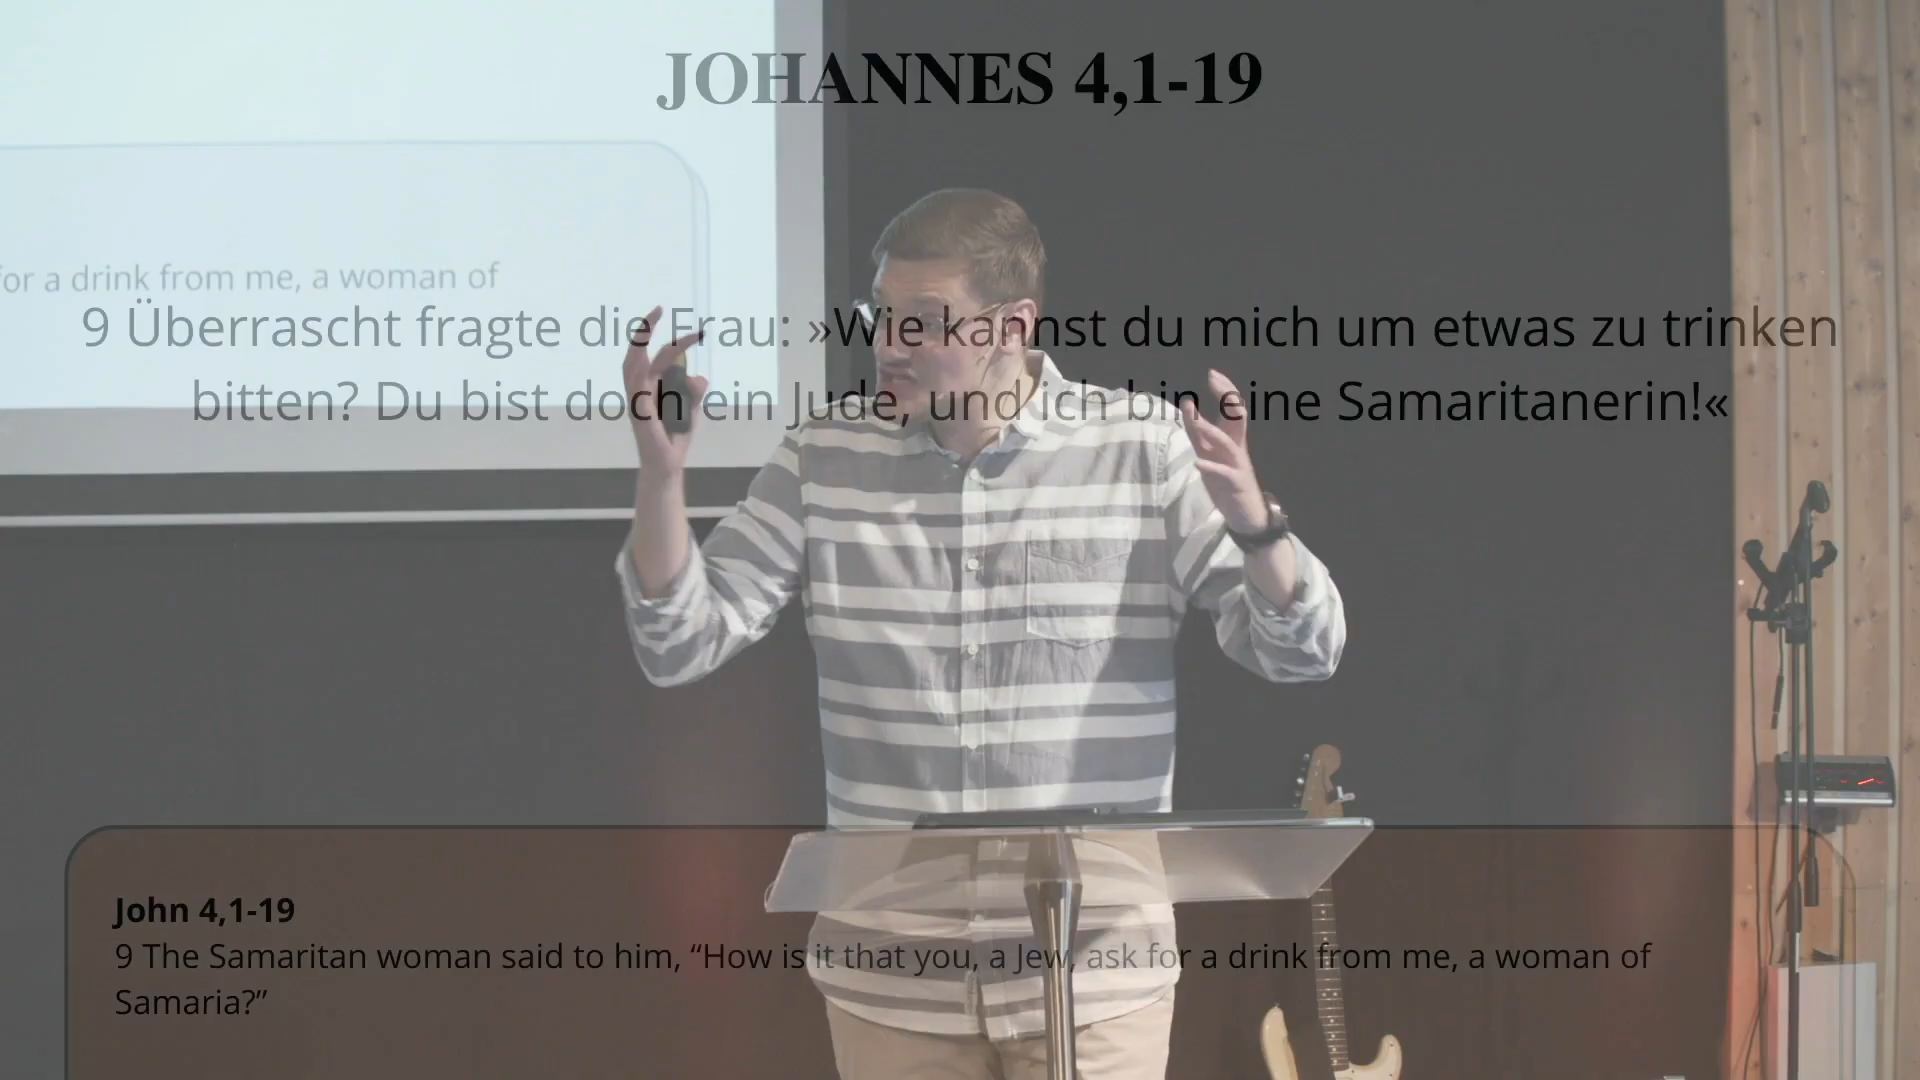 JOHANNES 4,1-19
for a drink from me, a woman of
9 Überrascht fragte die Frau: »Wie kannst du mich um etwas zu trinken
bitten? Du bist doch ein Jude, und ich bin eine Samaritanerin!«
John 4,1-19
9 The Samaritan woman said to him, “How is it that you, a Jew, ask for a drink from me, a woman of
Samaria?”